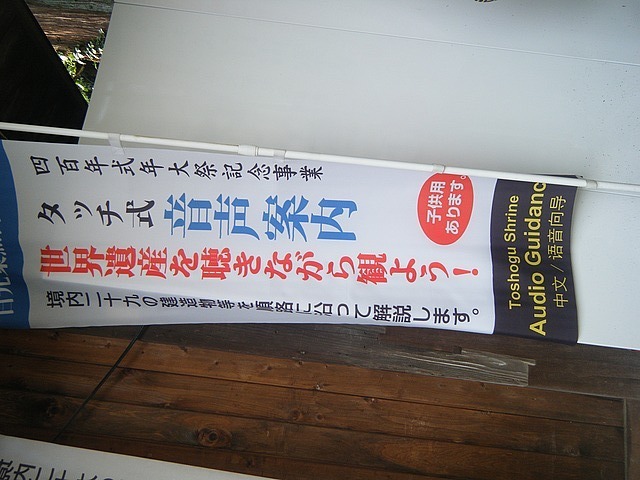 四百年式年大祭記念事業
タッチ式 音声案内
世界遺産を聴きながら観よう！
境内二十九の建造物等を順路に沿って解説します。
子供用
あります。
Toshogu Shrine
Audio Guidanc
中文/语音向导